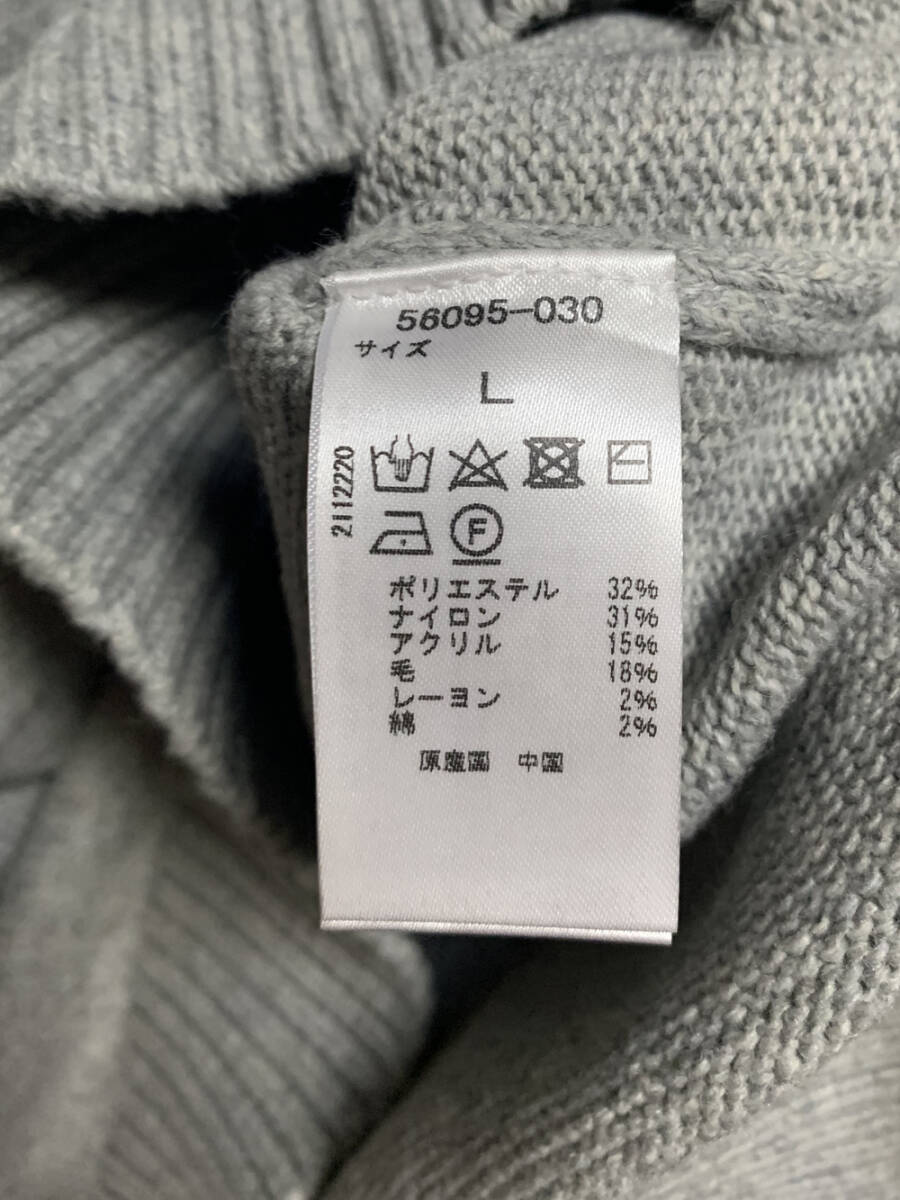 56095-030
サイズ
L
2112220
F
ポリエステル 32%
ナイロン 31%
アクリル 15%
毛 18%
レーヨン 2%
綿 2%
原産国 中国